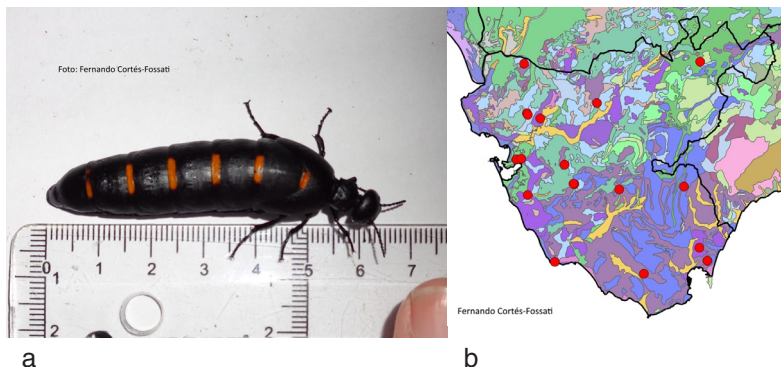 Foto: Fernando Cortés-Fossati
0 1 2 3 4 5 6 7
1
2
2
a
Fernando Cortés-Fossati
b